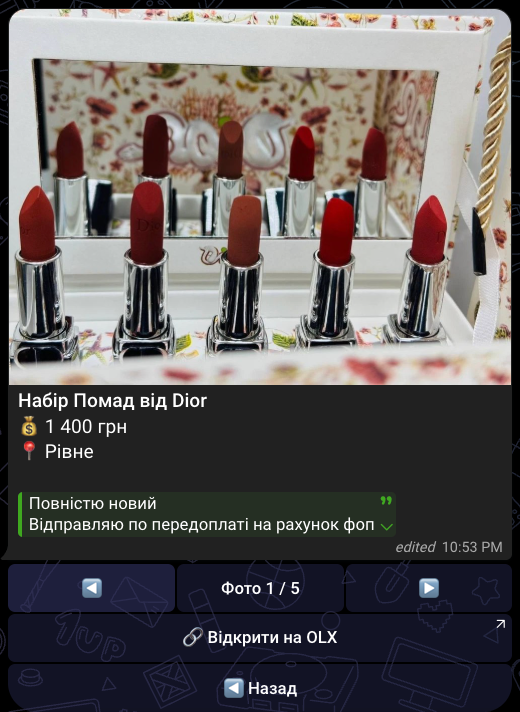 Набір Помад від Dior
💰 1 400 грн
📍 Рівне
Повністю новий
Відправляю по передоплаті на рахунок фоп
edited 10:53 PM
◀️ Фото 1 / 5 ▶️
🔗 Відкрити на OLX
◀️ Назад